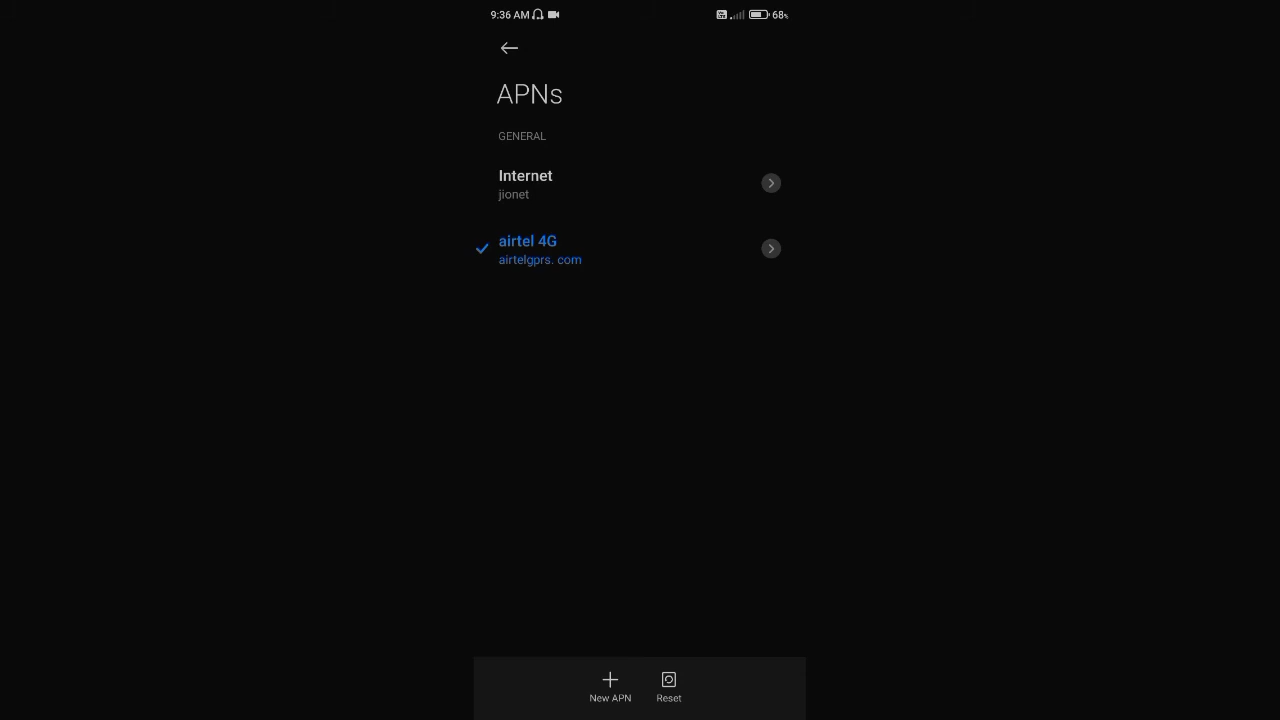 9:36 AM 68%
APNs
GENERAL
Internet
jionet
airtel 4G
airtelgprs. com
New APN Reset